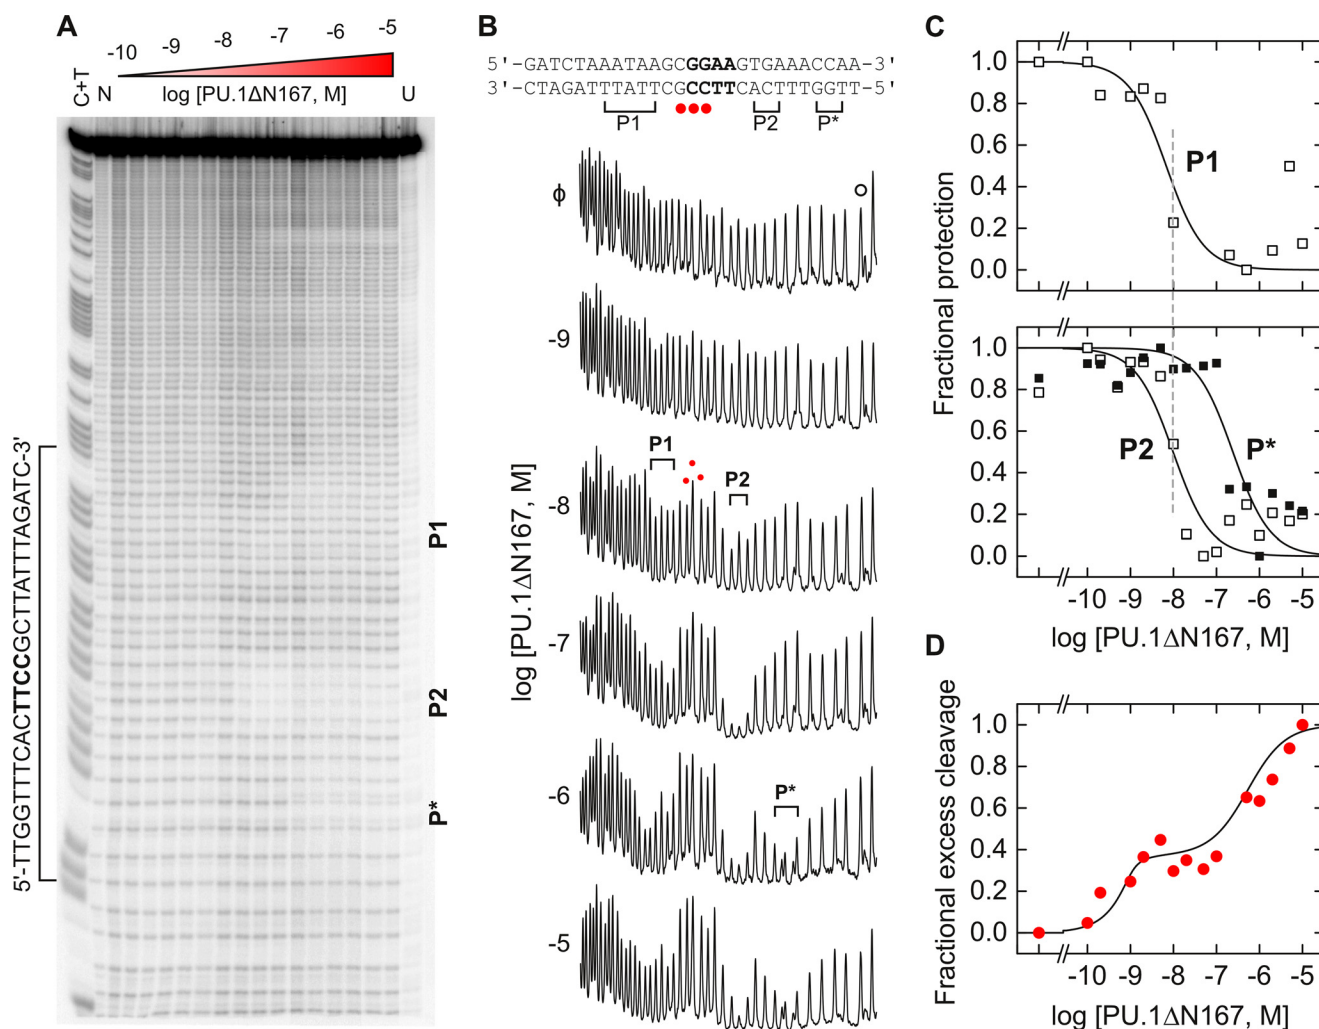 A
-10 -9 -8 -7 -6 -5
C+T
N log [PU.1ΔN167, M] U
5'-TTGGTTTCACTTCCGCTTATTTAGATC-3'
P1
P2
P*
B
5'-GATCTAAATAAGCGGAAGTGAAACCAA-3'
3'-CTAGATTTATTCGCCTTCACTTTGGTT-5'
P1 P2 P*
ϕ
-9
P1
P2
-8
-7
-6
P*
-5
log [PU.1ΔN167, M]
C
1.0
0.8
0.6
0.4
0.2
0.0
P1
Fractional protection
1.0
0.8
0.6
0.4
0.2
0.0
P2 P*
-10 -9 -8 -7 -6 -5
log [PU.1ΔN167, M]
D
1.0
0.8
0.6
0.4
0.2
0.0
Fractional excess cleavage
-10 -9 -8 -7 -6 -5
log [PU.1ΔN167, M]